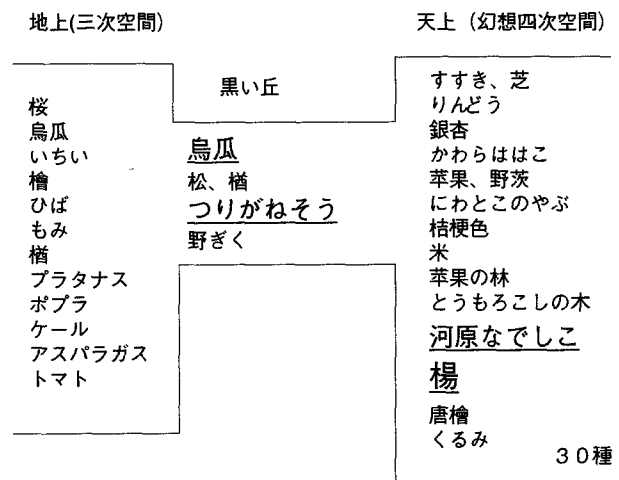 地上(三次空間)
桜
烏瓜
いちい
檜
ひば
もみ
楢
プラタナス
ポプラ
ケール
アスパラガス
トマト
黒い丘
烏瓜
松、楢
つりがねそう
野ぎく
天上（幻想四次空間）
すすき、芝
りんどう
銀杏
かわらははこ
苹果、野茨
にわとこのやぶ
桔梗色
米
苹果の林
とうもろこしの木
河原なでしこ
楊
唐檜
くるみ
３０種